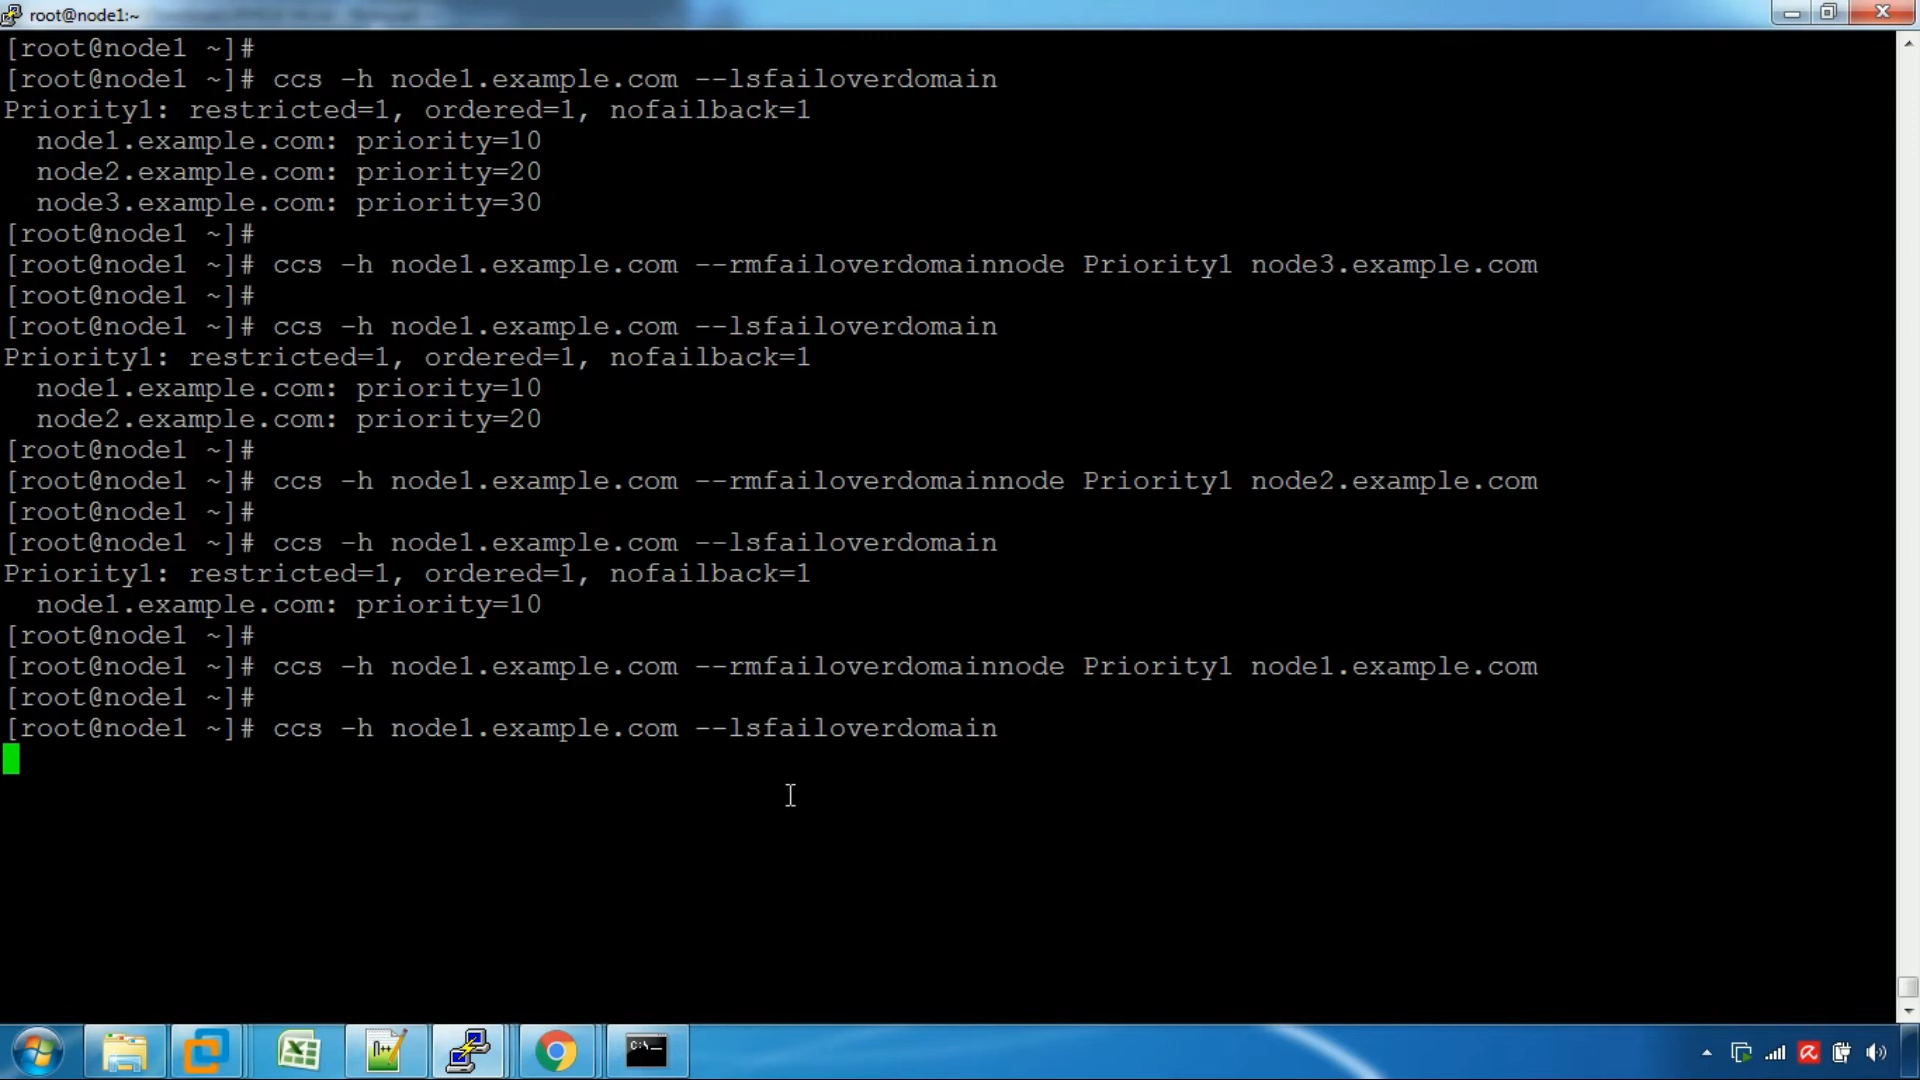 root@node1:~
[root@node1 ~]#
[root@node1 ~]# ccs -h node1.example.com --lsfailoverdomain
Priority1: restricted=1, ordered=1, nofailback=1
  node1.example.com: priority=10
  node2.example.com: priority=20
  node3.example.com: priority=30
[root@node1 ~]#
[root@node1 ~]# ccs -h node1.example.com --rmfailoverdomainnode Priority1 node3.example.com
[root@node1 ~]#
[root@node1 ~]# ccs -h node1.example.com --lsfailoverdomain
Priority1: restricted=1, ordered=1, nofailback=1
  node1.example.com: priority=10
  node2.example.com: priority=20
[root@node1 ~]#
[root@node1 ~]# ccs -h node1.example.com --rmfailoverdomainnode Priority1 node2.example.com
[root@node1 ~]#
[root@node1 ~]# ccs -h node1.example.com --lsfailoverdomain
Priority1: restricted=1, ordered=1, nofailback=1
  node1.example.com: priority=10
[root@node1 ~]#
[root@node1 ~]# ccs -h node1.example.com --rmfailoverdomainnode Priority1 node1.example.com
[root@node1 ~]#
[root@node1 ~]# ccs -h node1.example.com --lsfailoverdomain